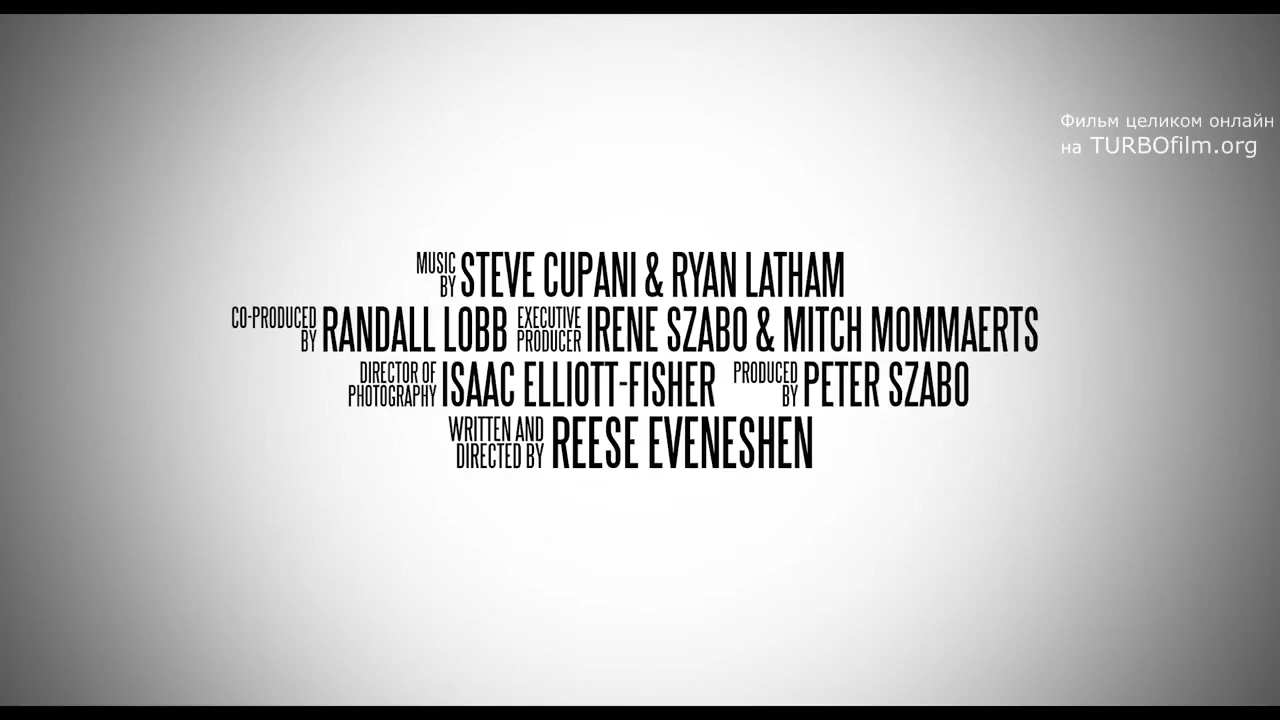 Фильм целиком онлайн
на TURBOfilm.org
MUSIC BY STEVE CUPANI & RYAN LATHAM
CO-PRODUCED BY RANDALL LOBB EXECUTIVE PRODUCER IRENE SZABO & MITCH MOMMAERTS
DIRECTOR OF PHOTOGRAPHY ISAAC ELLIOTT-FISHER PRODUCED BY PETER SZABO
WRITTEN AND DIRECTED BY REESE EVENESHEN